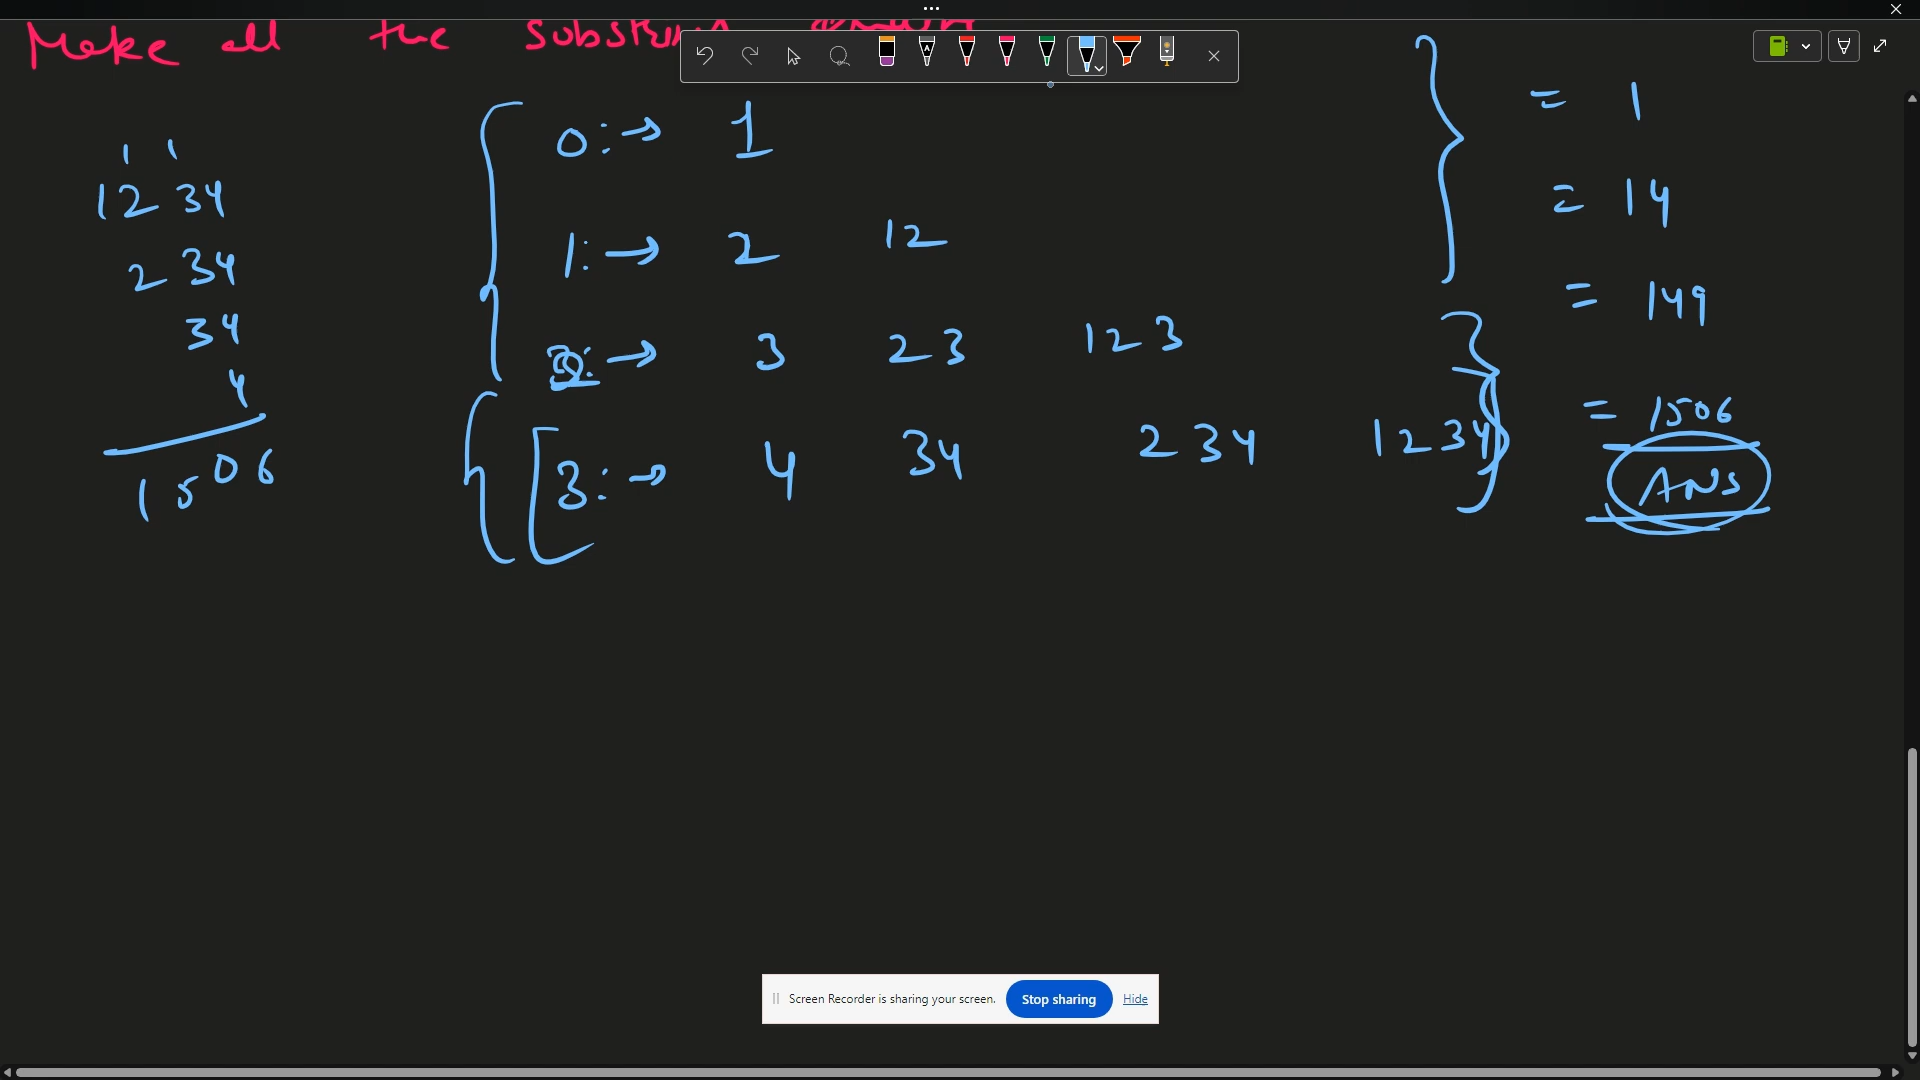 Make all the
0:→ 1 = 1
1 1
1234
1:→ 2 12 = 14
234
34
2:→ 3 23 123 = 149
4
3:→ 4 34 234 1234 = 1506
1506
ANS
Screen Recorder is sharing your screen. Stop sharing Hide